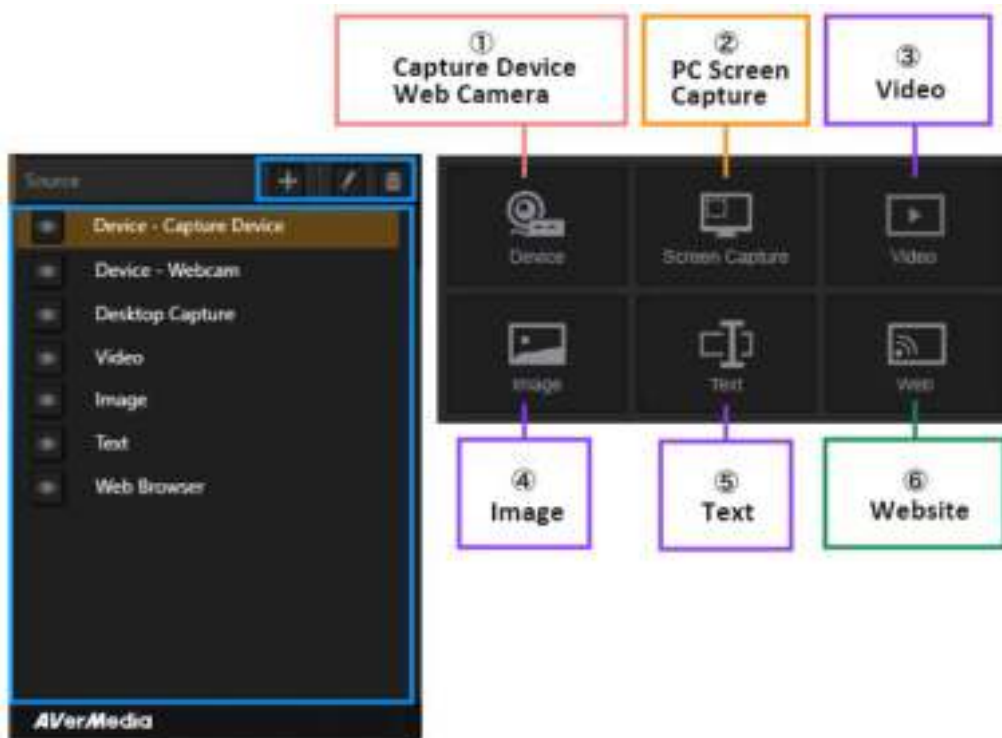 ①
Capture Device
Web Camera
②
PC Screen
Capture
③
Video
Source
Device - Capture Device
Device - Webcam
Desktop Capture
Video
Image
Text
Web Browser
AVerMedia
Device
Screen Capture
Video
Image
Text
Web
④
Image
⑤
Text
⑥
Website